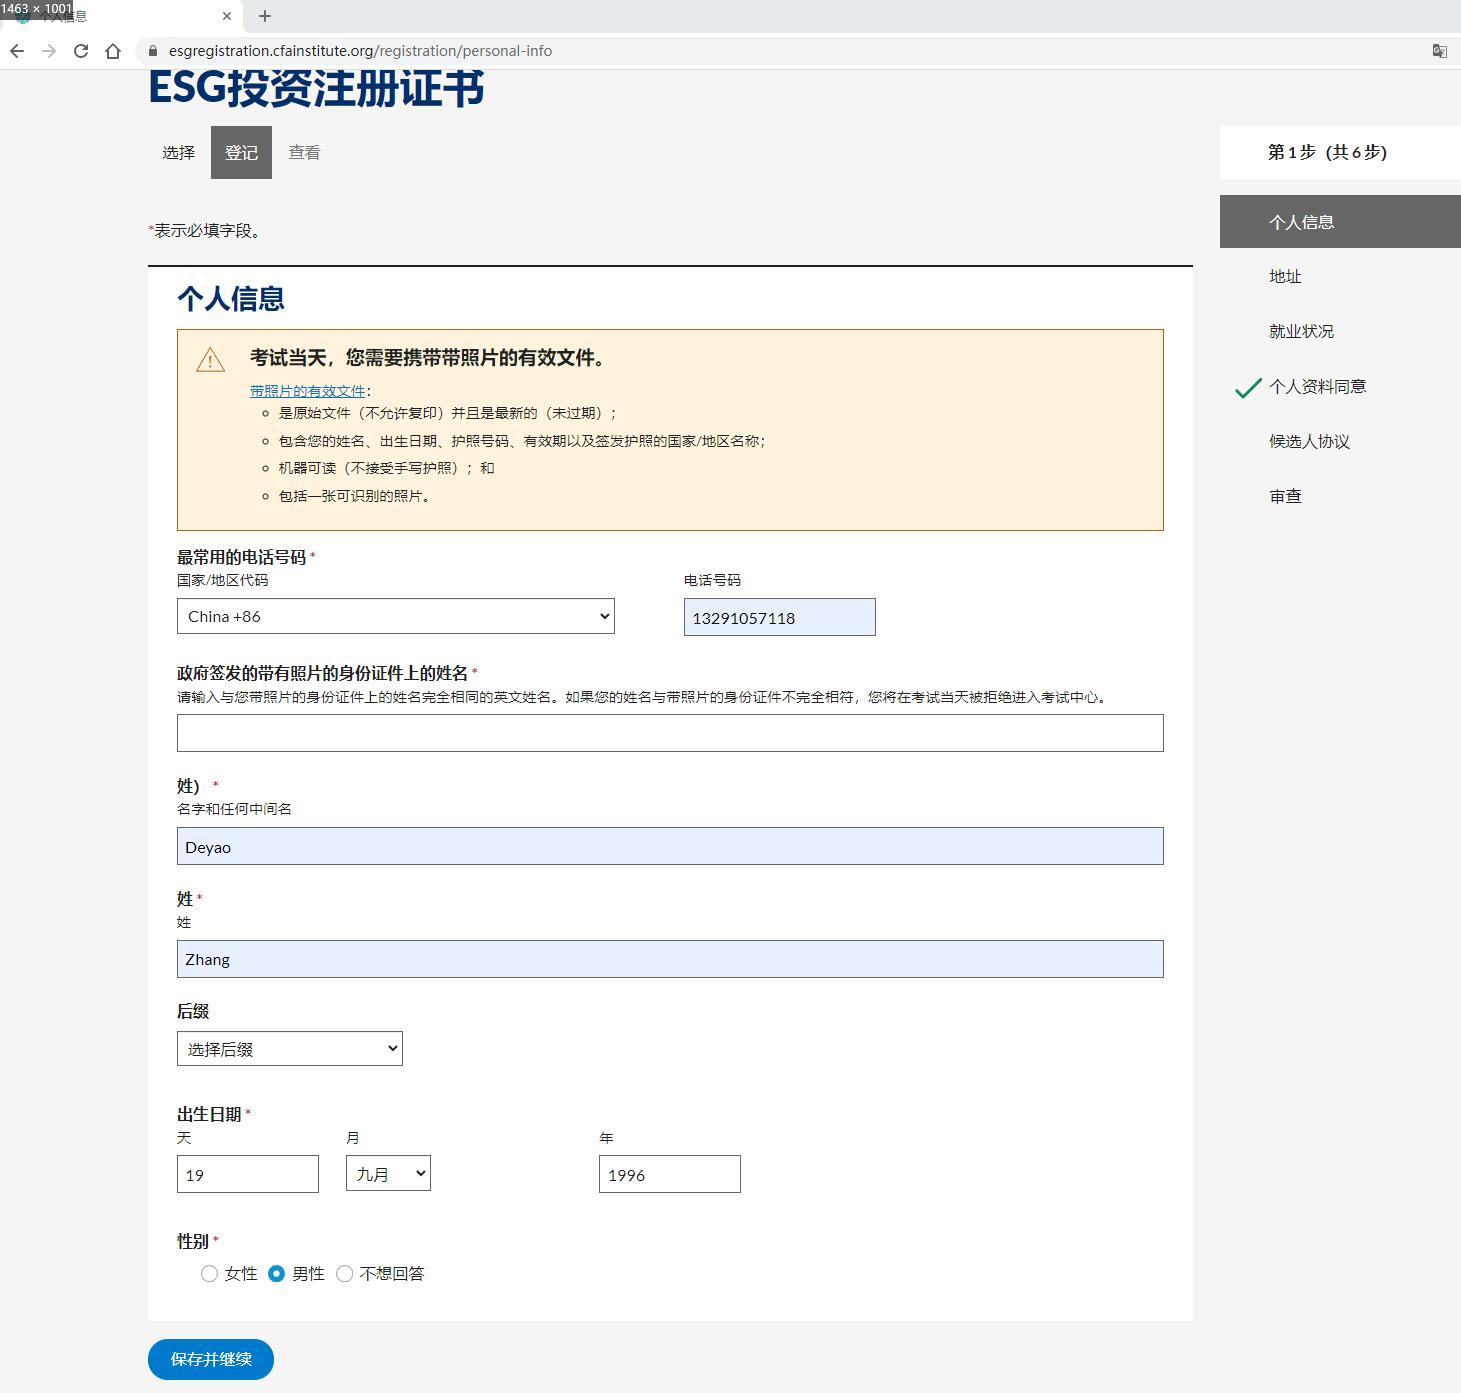 1463 × 1001
个人信息
esgregistration.cfainstitute.org/registration/personal-info
ESG投资注册证书
选择 登记 查看
第1步 (共6步)
个人信息
地址
就业状况
个人资料同意
候选人协议
审查
*表示必填字段。
个人信息
考试当天，您需要携带带照片的有效文件。
带照片的有效文件：
是原始文件（不允许复印）并且是最新的（未过期）；
包含您的姓名、出生日期、护照号码、有效期以及签发护照的国家/地区名称；
机器可读（不接受手写护照）；和
包括一张可识别的照片。
最常用的电话号码 *
国家/地区代码 电话号码
China +86 13291057118
政府签发的带有照片的身份证件上的姓名 *
请输入与您带照片的身份证件上的姓名完全相同的英文姓名。如果您的姓名与带照片的身份证件不完全相符，您将在考试当天被拒绝进入考试中心。
姓） *
名字和任何中间名
Deyao
姓 *
姓
Zhang
后缀
选择后缀
出生日期 *
天 月 年
19 九月 1996
性别 *
女性 男性 不想回答
保存并继续